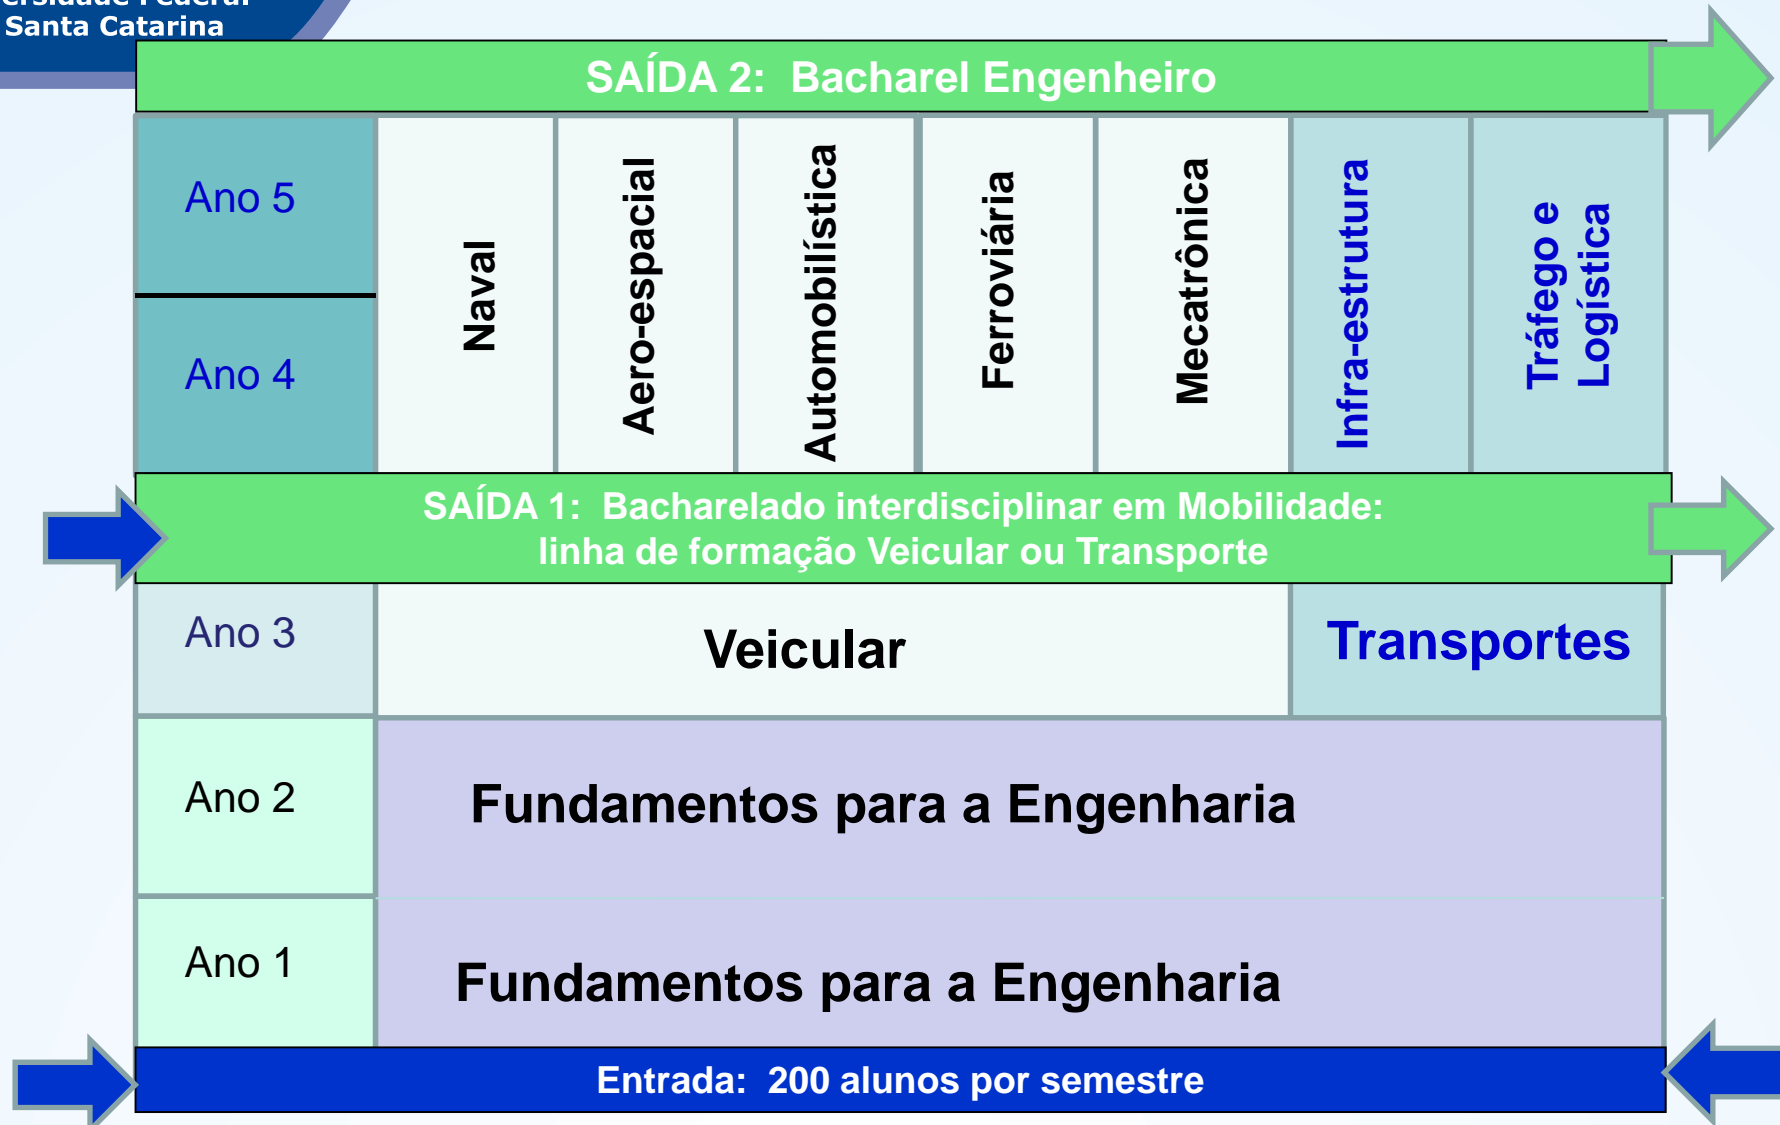 Santa Catarina
SAÍDA 2: Bacharel Engenheiro
Ano 5
Ano 4
Naval
Aero-espacial
Automobilística
Ferroviária
Mecatrônica
Infra-estrutura
Tráfego e
Logística
SAÍDA 1: Bacharelado interdisciplinar em Mobilidade:
linha de formação Veicular ou Transporte
Ano 3
Veicular
Transportes
Ano 2
Fundamentos para a Engenharia
Ano 1
Fundamentos para a Engenharia
Entrada: 200 alunos por semestre